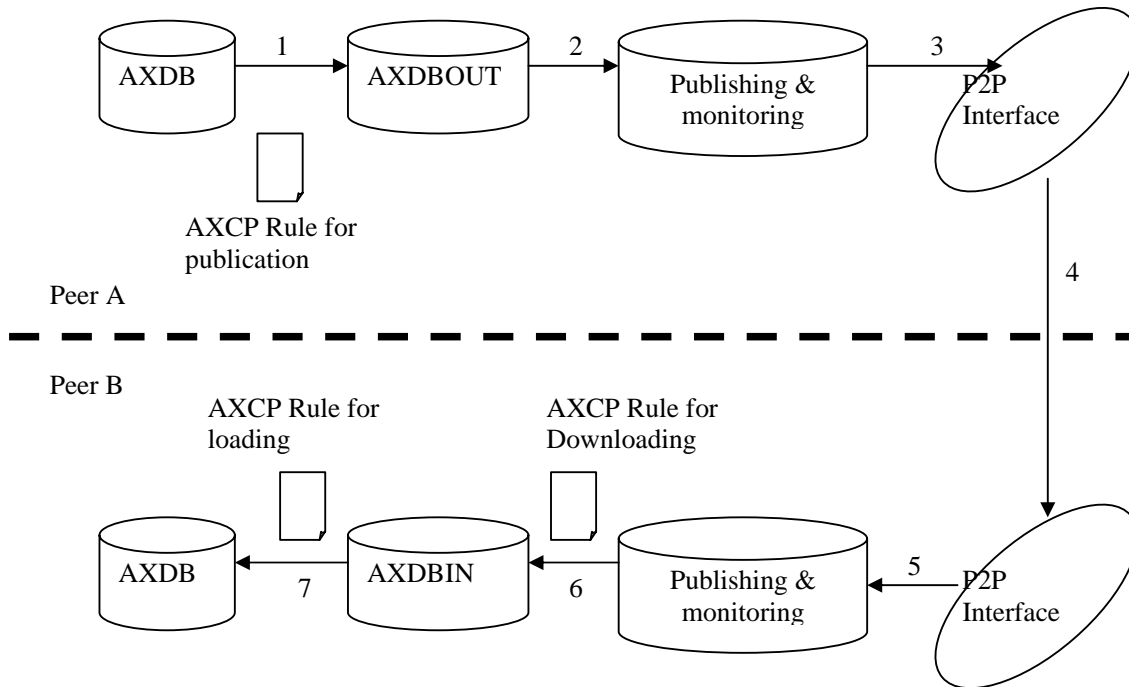 1
2
3
AXDB
AXDBOUT
Publishing &
monitoring
P2P
Interface
AXCP Rule for
publication
4
Peer A
Peer B
AXCP Rule for
loading
AXCP Rule for
Downloading
AXDB
7
AXDBIN
6
Publishing &
monitoring
5
P2P
Interface